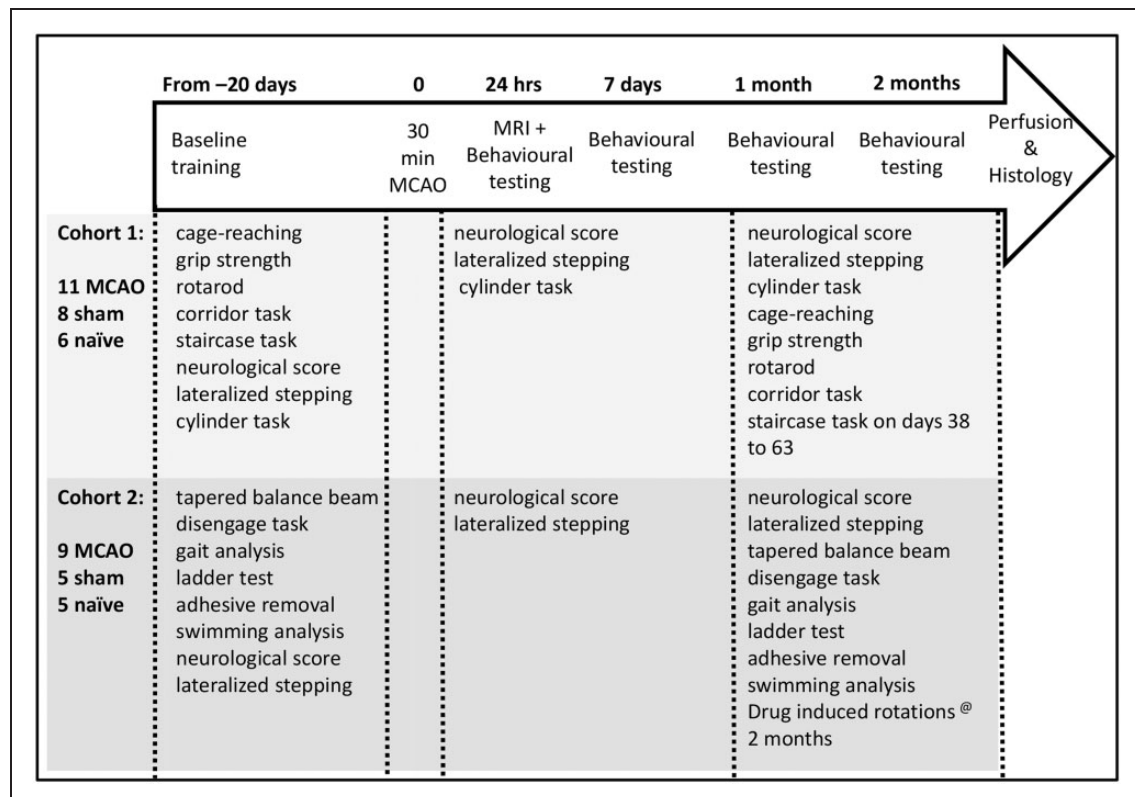 From –20 days 0 24 hrs 7 days 1 month 2 months
Baseline
training
30
min
MCAO
MRI +
Behavioural
testing
Behavioural
testing
Behavioural
testing
Behavioural
testing
Perfusion
&
Histology
Cohort 1:
11 MCAO
8 sham
6 naïve
cage-reaching
grip strength
rotarod
corridor task
staircase task
neurological score
lateralized stepping
cylinder task
neurological score
lateralized stepping
cylinder task
neurological score
lateralized stepping
cylinder task
cage-reaching
grip strength
rotarod
corridor task
staircase task on days 38
to 63
Cohort 2:
9 MCAO
5 sham
5 naïve
tapered balance beam
disengage task
gait analysis
ladder test
adhesive removal
swimming analysis
neurological score
lateralized stepping
neurological score
lateralized stepping
neurological score
lateralized stepping
tapered balance beam
disengage task
gait analysis
ladder test
adhesive removal
swimming analysis
Drug induced rotations @
2 months